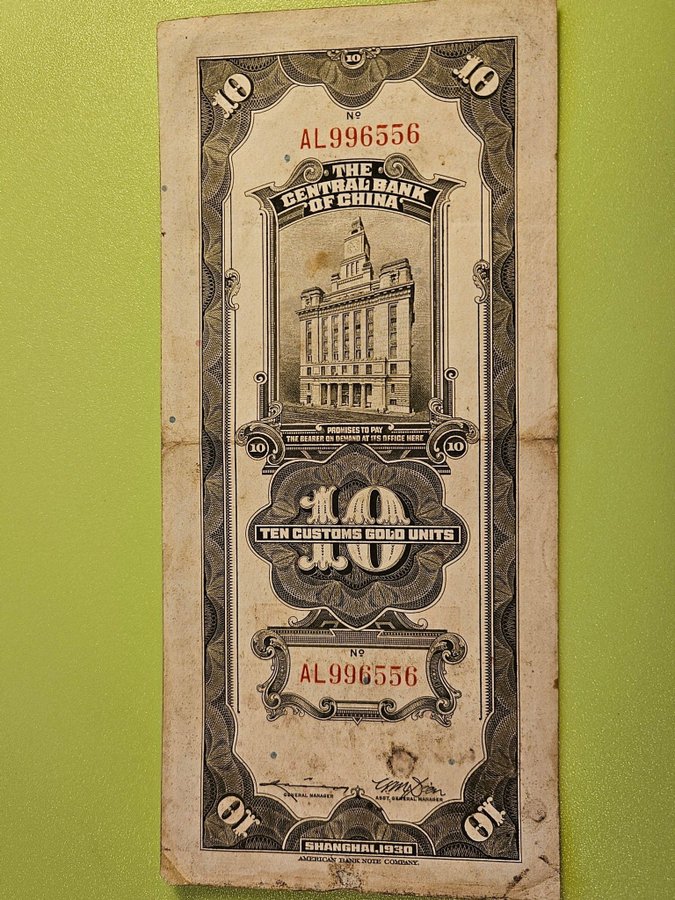 10 10 10
Nº
AL996556
THE
CENTRAL BANK
OF CHINA
PROMISES TO PAY
THE BEARER ON DEMAND AT ITS OFFICE HERE
10 10
10
TEN CUSTOMS GOLD UNITS
Nº
AL996556
GENERAL MANAGER
ASST. GENERAL MANAGER
10 10
SHANGHAI, 1930
AMERICAN BANK NOTE COMPANY.